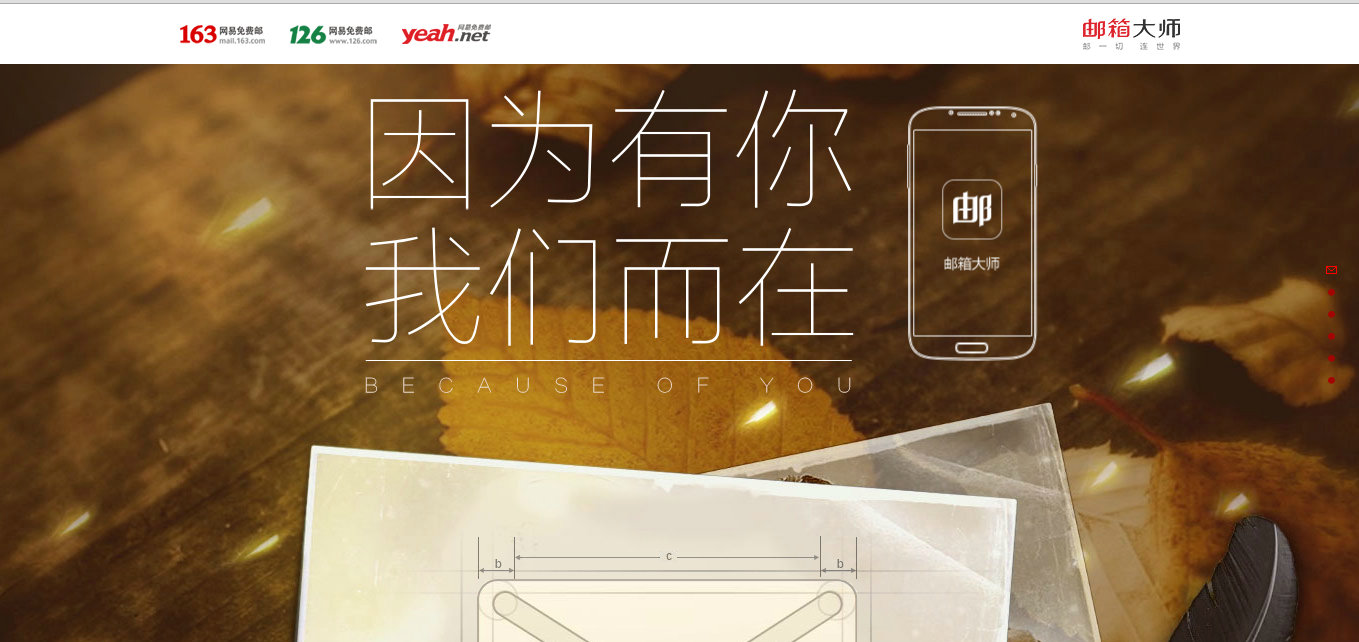 163 网易免费邮
mail.163.com
126 网易免费邮
www.126.com
yeah.net 网易免费邮
邮箱大师
邮一切 连世界
因为有你
我们而在
BECAUSE OF YOU
邮
邮箱大师
b c b